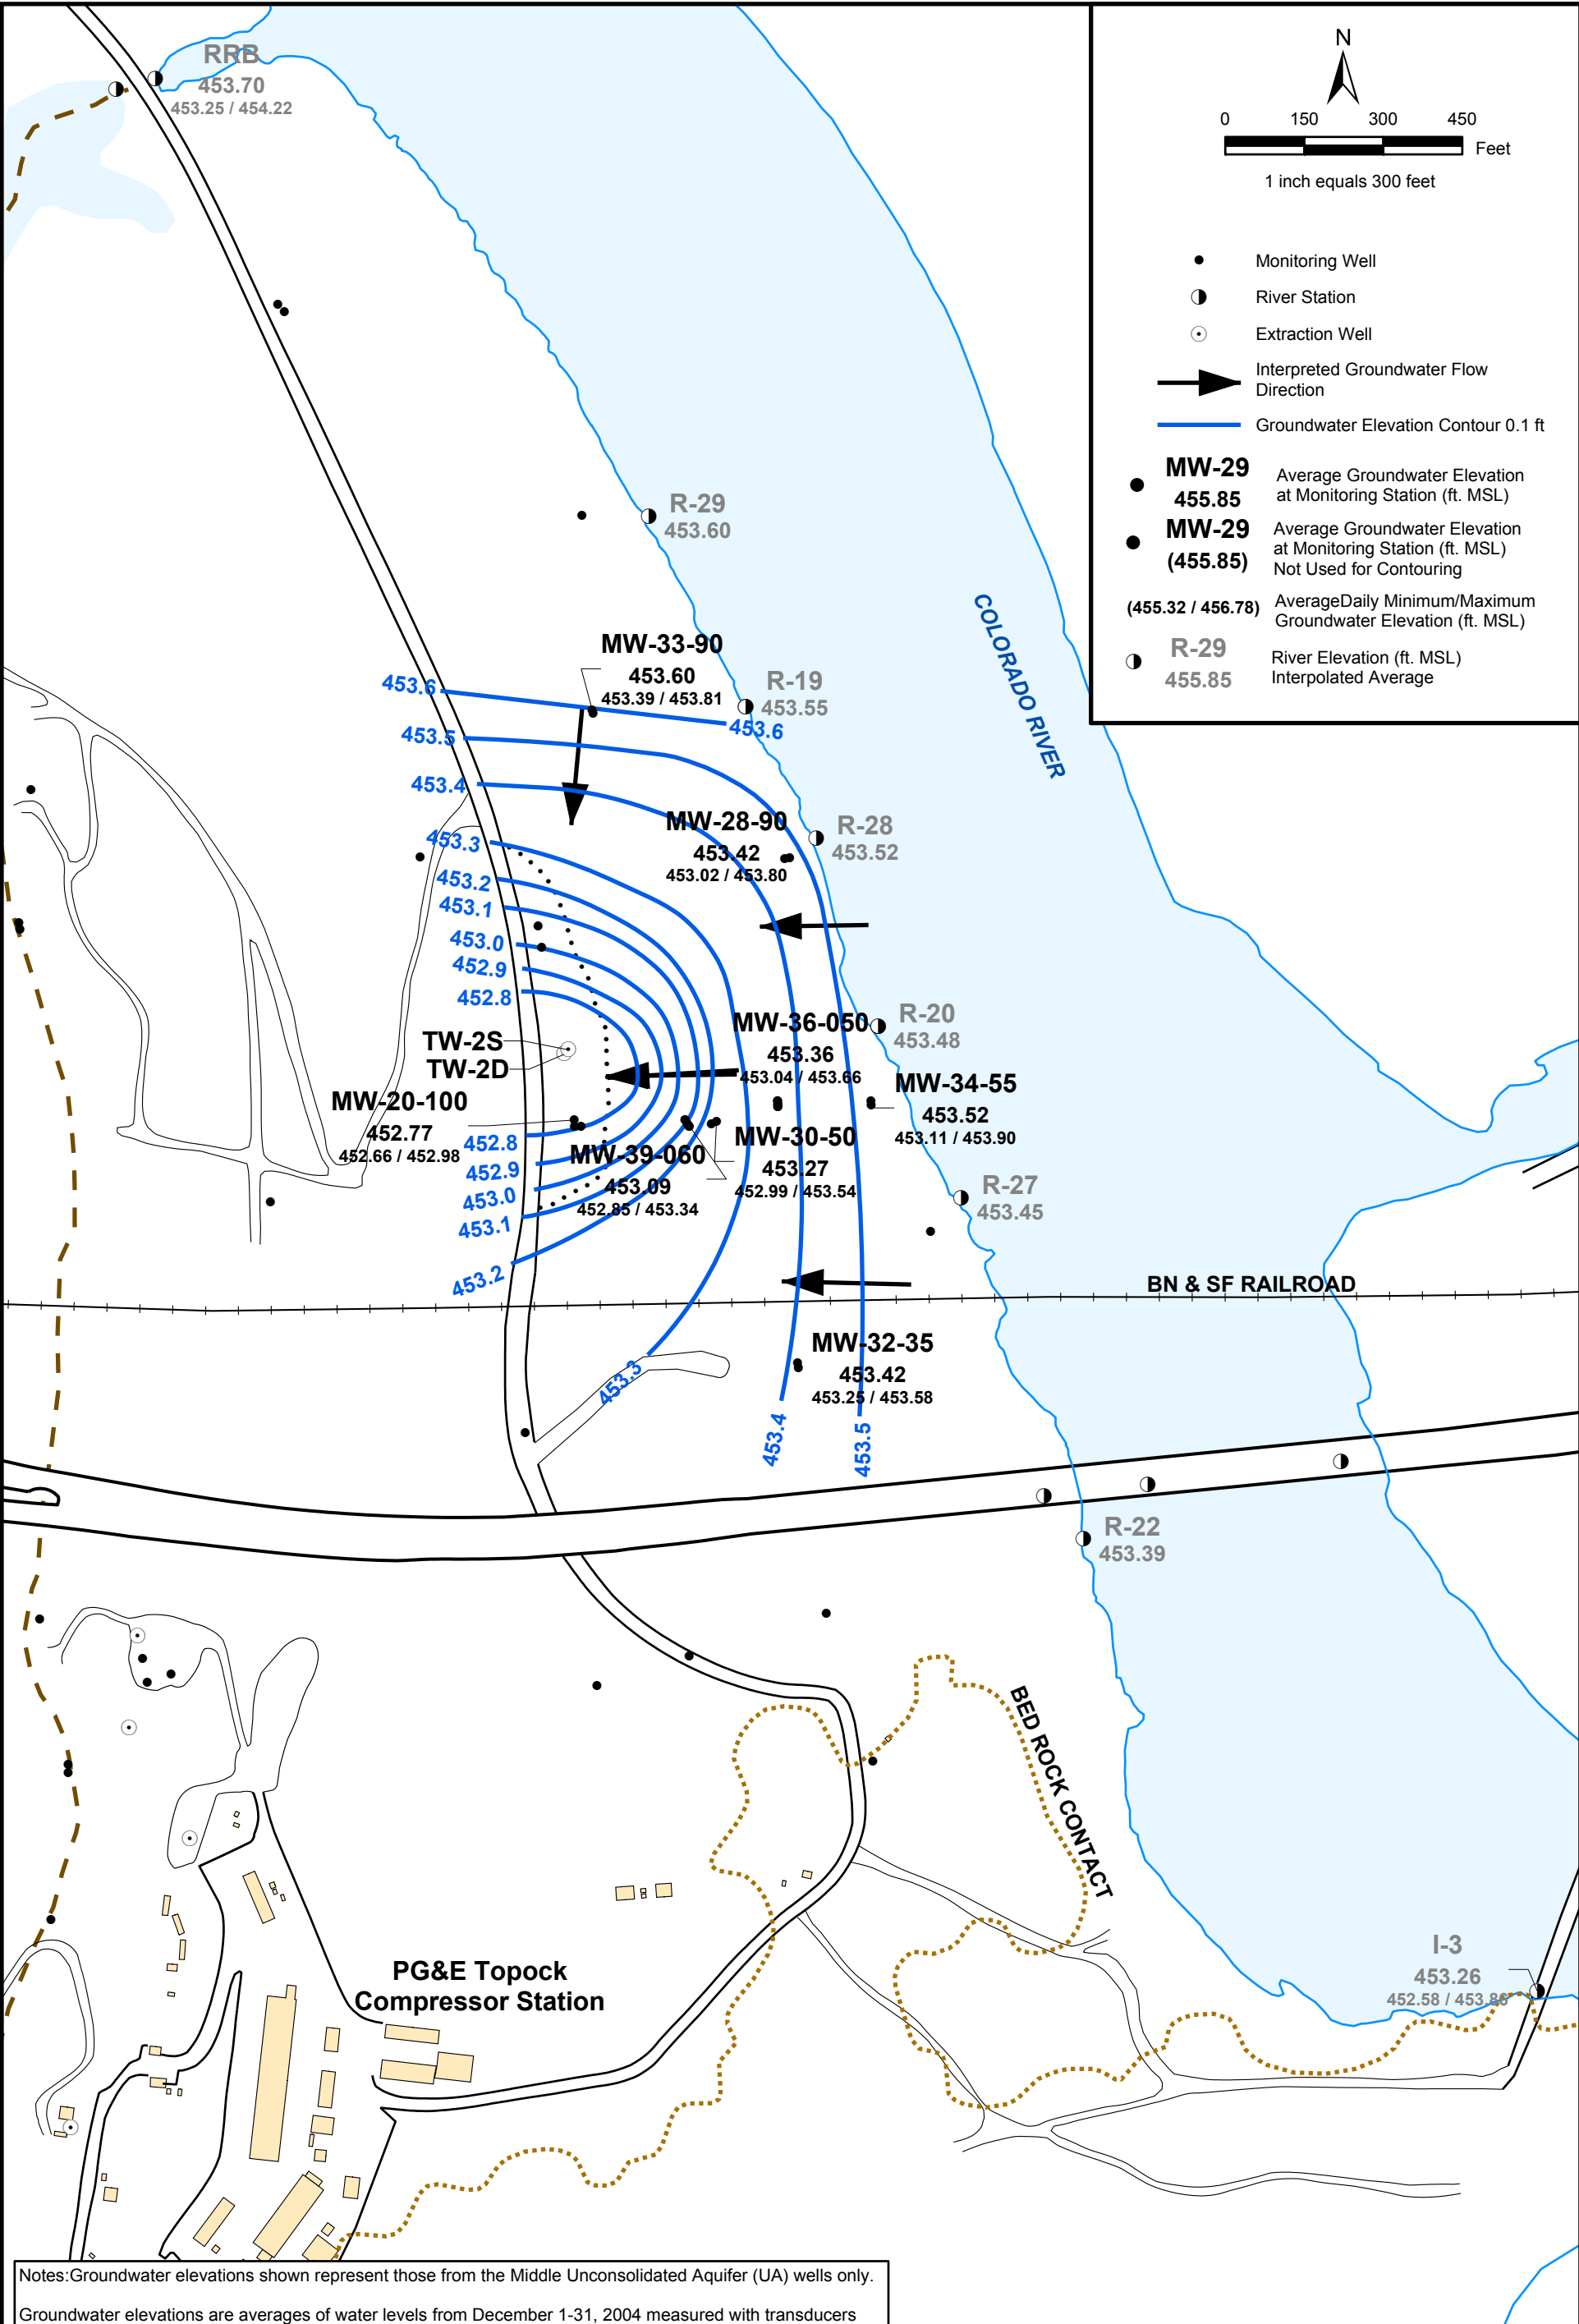 RRB
453.70
453.25 / 454.22
N
0 150 300 450
Feet
1 inch equals 300 feet
Monitoring Well
River Station
Extraction Well
Interpreted Groundwater Flow
Direction
Groundwater Elevation Contour 0.1 ft
MW-29
455.85
Average Groundwater Elevation
at Monitoring Station (ft. MSL)
MW-29
(455.85)
Average Groundwater Elevation
at Monitoring Station (ft. MSL)
Not Used for Contouring
(455.32 / 456.78)
AverageDaily Minimum/Maximum
Groundwater Elevation (ft. MSL)
R-29
455.85
River Elevation (ft. MSL)
Interpolated Average
R-29
453.60
COLORADO RIVER
MW-33-90
453.60
453.39 / 453.81
R-19
453.55
453.6
453.6
453.5
453.4
MW-28-90
453.42
453.02 / 453.80
R-28
453.52
453.3
453.2
453.1
453.0
452.9
452.8
TW-2S
TW-2D
MW-36-050
453.36
453.04 / 453.66
R-20
453.48
MW-34-55
453.52
453.11 / 453.90
MW-20-100
452.77
452.66 / 452.98
452.8
452.9
453.0
453.1
453.2
MW-39-060
453.09
452.85 / 453.34
MW-30-50
453.27
452.99 / 453.54
R-27
453.45
BN & SF RAILROAD
MW-32-35
453.42
453.25 / 453.58
453.3
453.4
453.5
R-22
453.39
BED ROCK CONTACT
I-3
453.26
452.58 / 453.86
PG&E Topock
Compressor Station
Notes:Groundwater elevations shown represent those from the Middle Unconsolidated Aquifer (UA) wells only.
Groundwater elevations are averages of water levels from December 1-31, 2004 measured with transducers